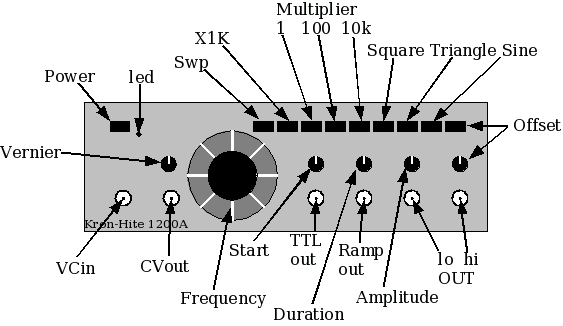 Multiplier
1 100 10k
X1K
Square Triangle Sine
Swp
Power led
Offset
Vernier
Kron-Hite 1200A
Start
TTL
out
Ramp
out
lo hi
OUT
VCin
CVout
Frequency
Duration
Amplitude